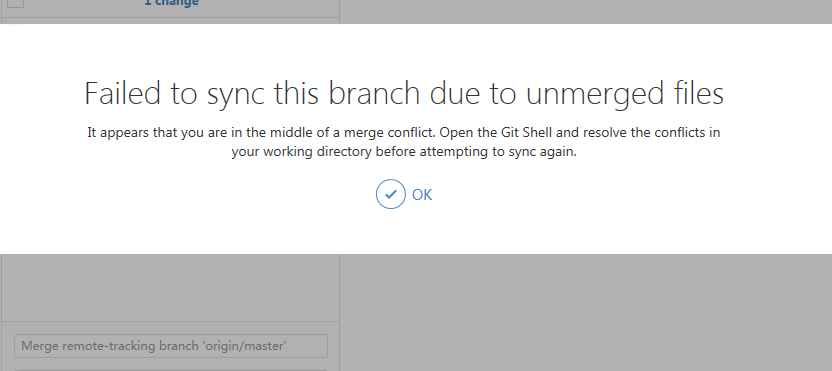 1 change
Failed to sync this branch due to unmerged files
It appears that you are in the middle of a merge conflict. Open the Git Shell and resolve the conflicts in
your working directory before attempting to sync again.
OK
Merge remote-tracking branch 'origin/master'